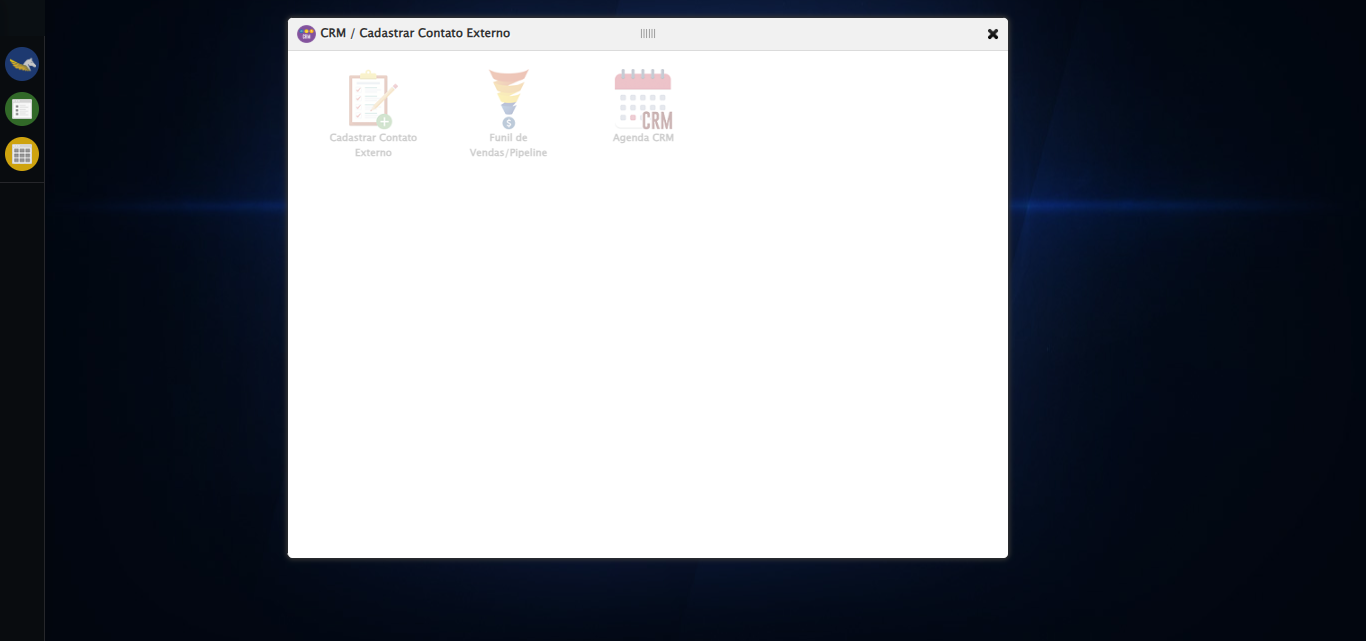 CRM / Cadastrar Contato Externo
CRM
Cadastrar Contato
Externo
Funil de
Vendas/Pipeline
Agenda CRM